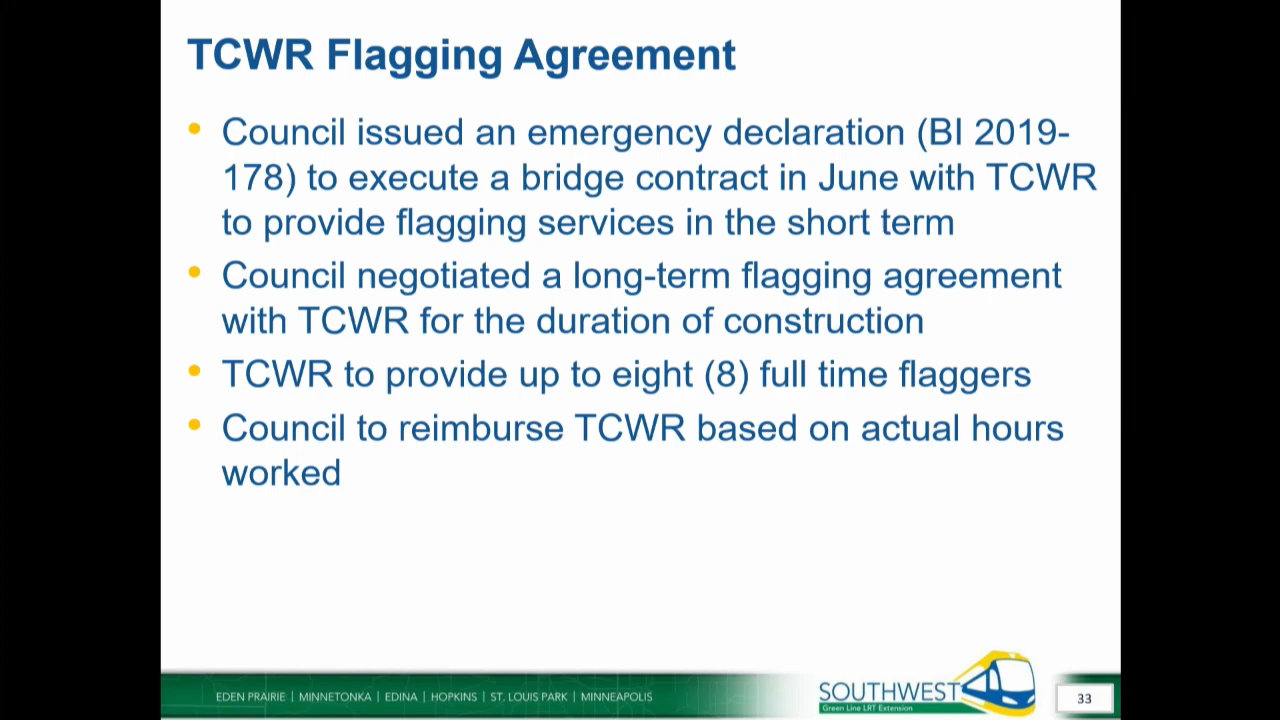 TCWR Flagging Agreement
• Council issued an emergency declaration (BI 2019-
178) to execute a bridge contract in June with TCWR
to provide flagging services in the short term
• Council negotiated a long-term flagging agreement
with TCWR for the duration of construction
• TCWR to provide up to eight (8) full time flaggers
• Council to reimburse TCWR based on actual hours
worked
EDEN PRAIRIE | MINNETONKA | EDINA | HOPKINS | ST. LOUIS PARK | MINNEAPOLIS
SOUTHWEST
Green Line LRT Extension
33